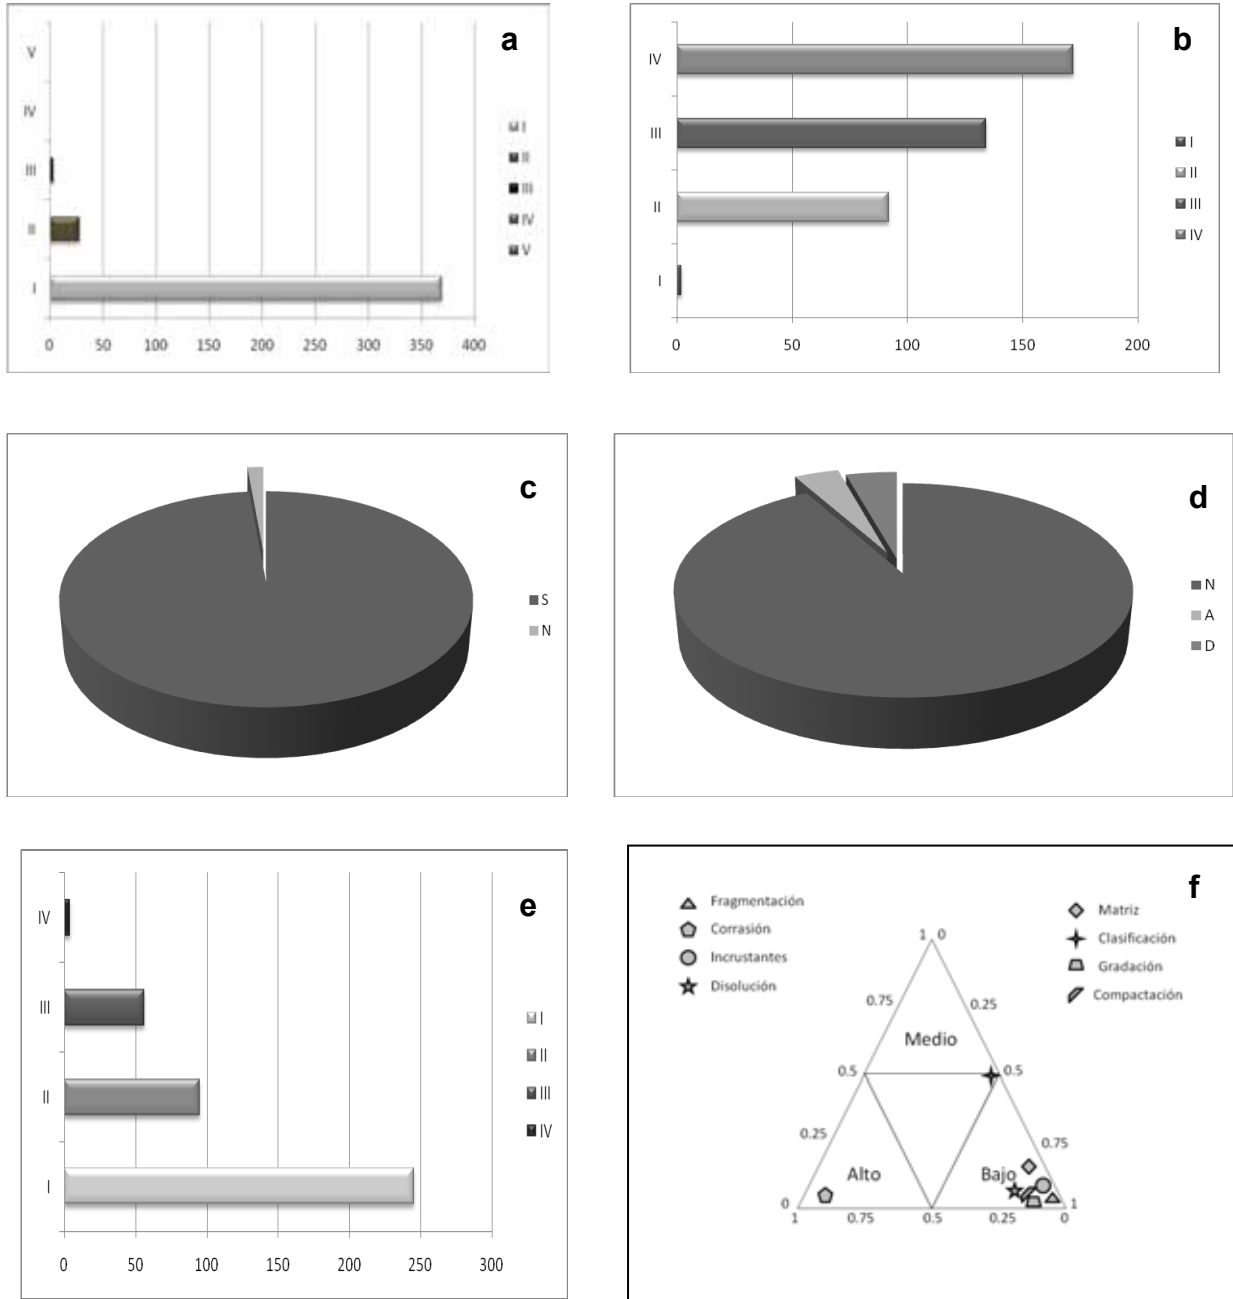 a
V
IV
III
II
I
0 50 100 150 200 250 300 350 400
I
II
III
IV
V
b
IV
III
II
I
0 50 100 150 200
I
II
III
IV
c
S
N
d
N
A
D
e
IV
III
II
I
0 50 100 150 200 250 300
I
II
III
IV
f
Fragmentación
Corrasión
Incrustantes
Disolución
Matriz
Clasificación
Gradación
Compactación
1 0
0.75 0.25
Medio
0.5 0.5
0.25 0.75
Alto Bajo
0 1
1 0.75 0.5 0.25 0